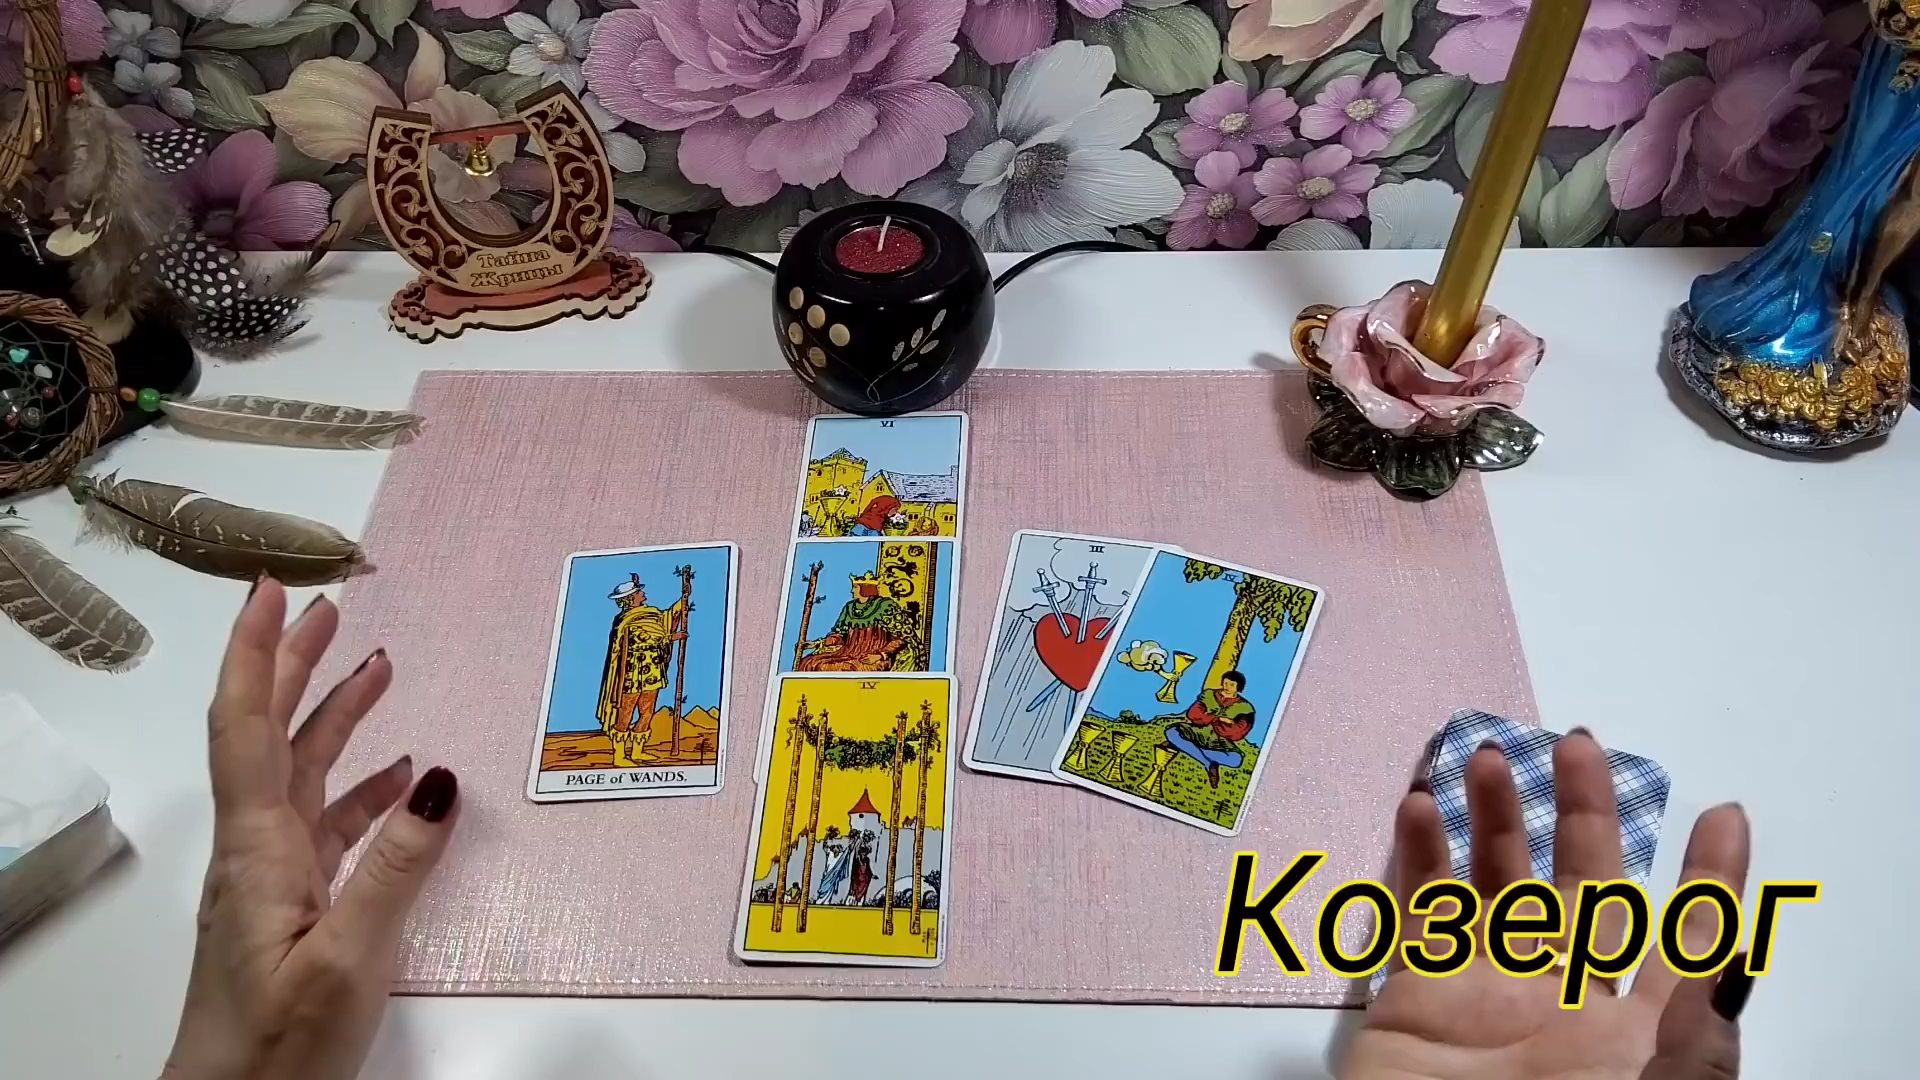 Тайна
Жрицы
VI
III
IV
PAGE of WANDS.
IV
Козерог